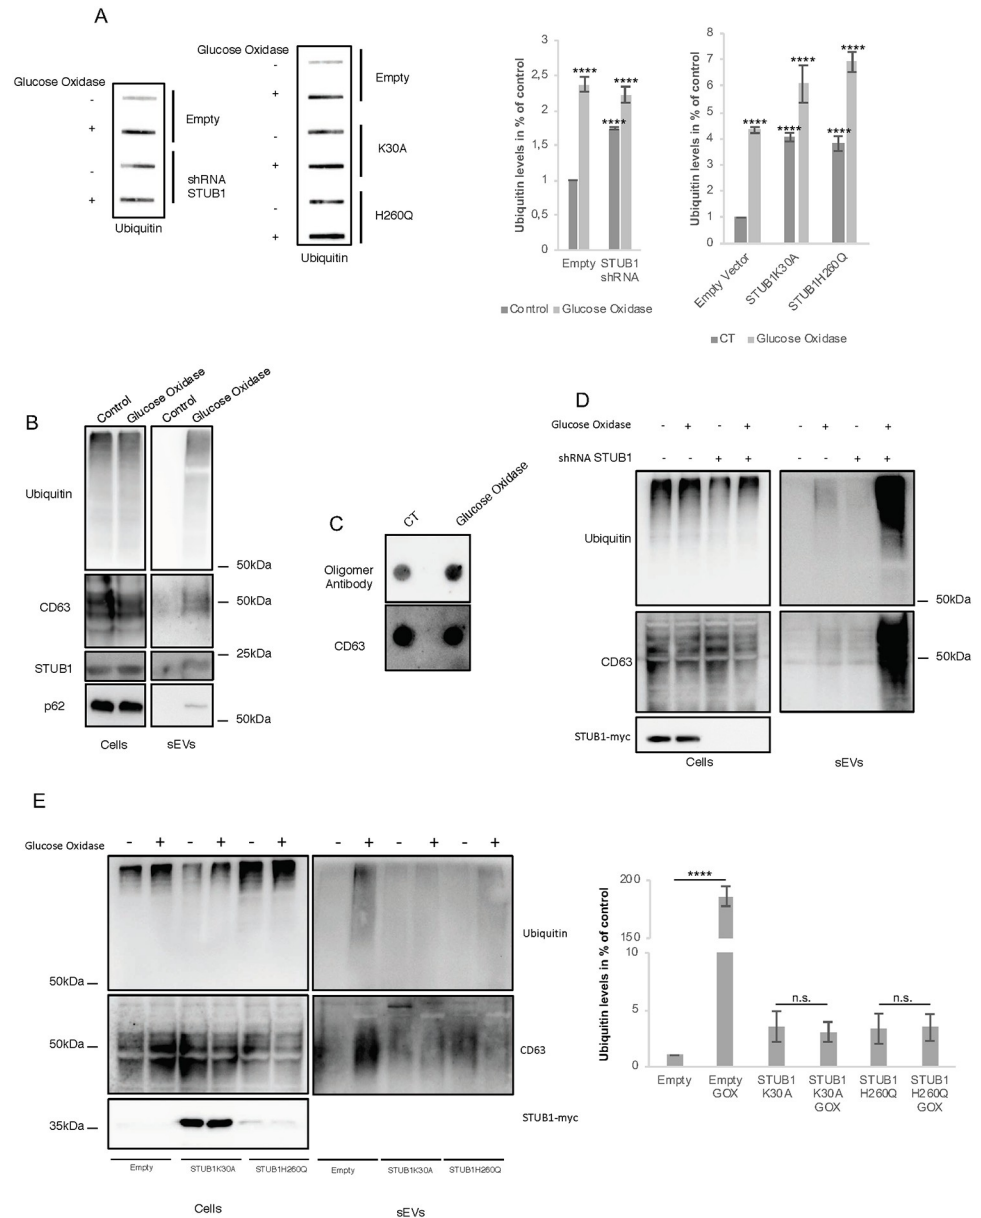 A
Glucose Oxidase
-
+
-
+
Empty
shRNA
STUB1
Ubiquitin
Glucose Oxidase
-
+
-
+
-
+
Empty
K30A
H260Q
Ubiquitin
Ubiquitin levels in % of control
3
2,5
2
1,5
1
0,5
0
****
****
****
Empty
STUB1
shRNA
Control Glucose Oxidase
Ubiquitin levels in % of control
8
7
6
5
4
3
2
1
0
****
****
****
****
****
Empty Vector
STUB1K30A
STUB1H260Q
CT Glucose Oxidase
B
Control
Glucose Oxidase
Control
Glucose Oxidase
Ubiquitin
50kDa
CD63
50kDa
STUB1
25kDa
p62
50kDa
Cells
sEVs
C
CT
Glucose Oxidase
Oligomer
Antibody
CD63
D
Glucose Oxidase - + - + - + - +
shRNA STUB1 - - + + - - + +
Ubiquitin
50kDa
CD63
50kDa
STUB1-myc
Cells
sEVs
E
Glucose Oxidase - + - + - + - + - + - +
Ubiquitin
50kDa
50kDa
CD63
35kDa
STUB1-myc
Empty STUB1K30A STUB1H260Q Empty STUB1K30A STUB1H260Q
Cells
sEVs
Ubiquitin levels in % of control
200
150
10
5
0
****
n.s.
n.s.
Empty
Empty
GOX
STUB1
K30A
STUB1
K30A
GOX
STUB1
H260Q
STUB1
H260Q
GOX